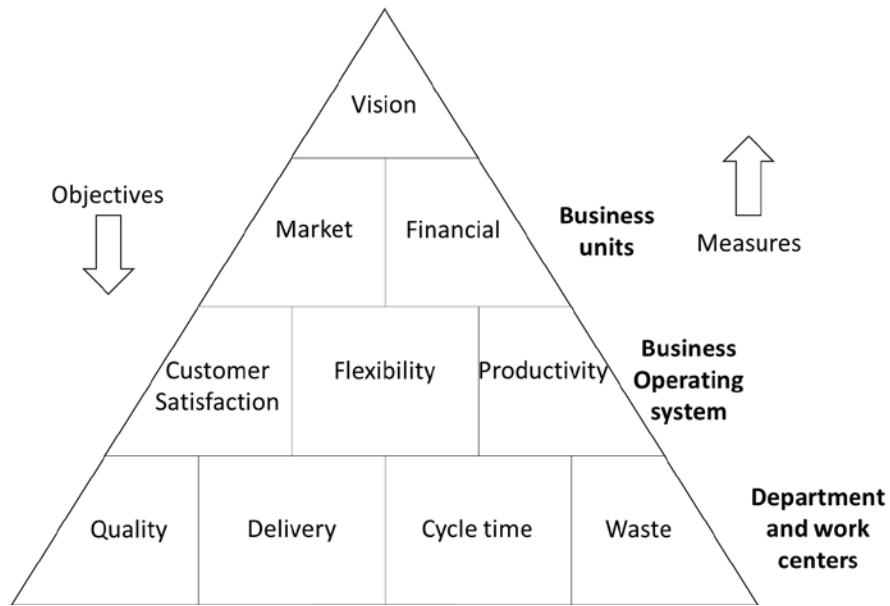 Vision
Objectives
Market
Financial
Business
units
Measures
Customer
Satisfaction
Flexibility
Productivity
Business
Operating
system
Quality
Delivery
Cycle time
Waste
Department
and work
centers